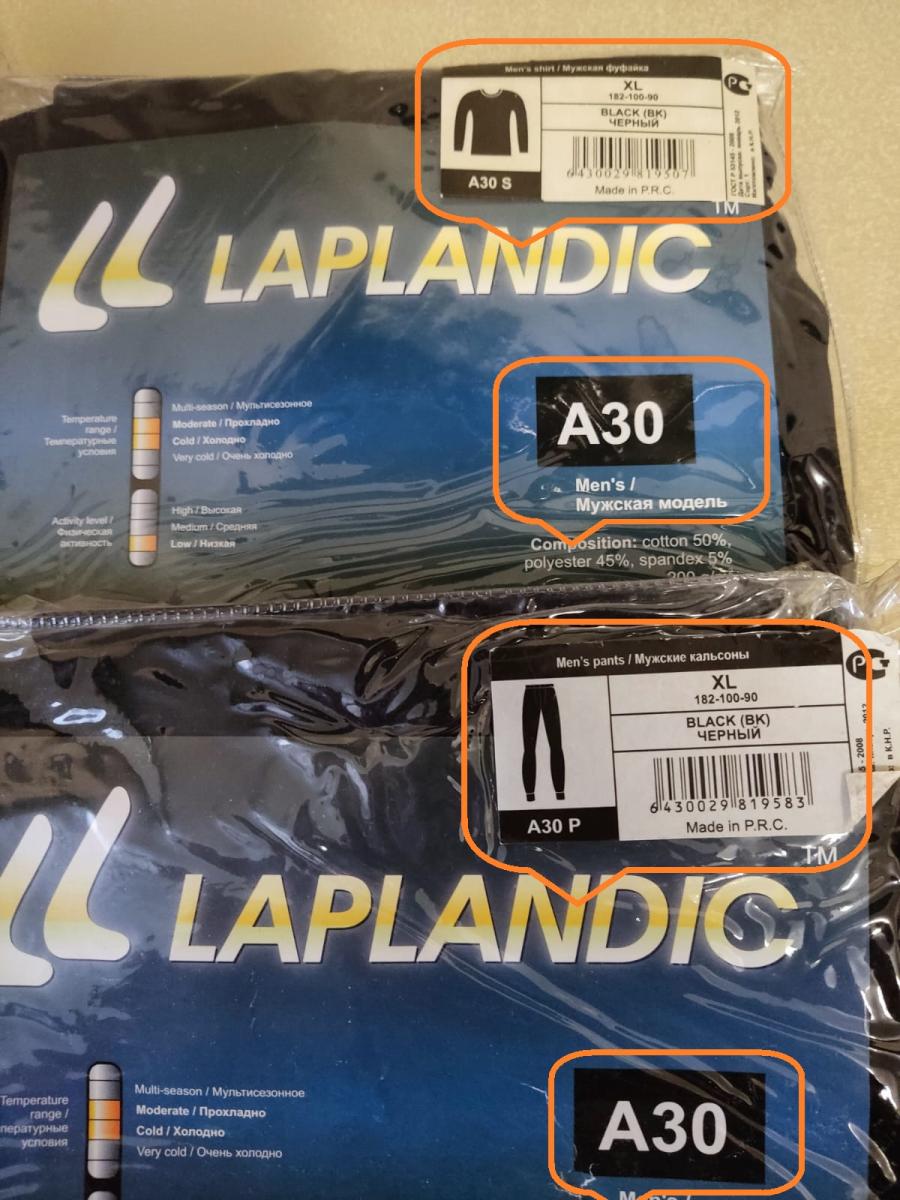 Men's shirt / Мужская фуфайка
XL
182-100-90
BLACK (BK)
ЧЕРНЫЙ
6430029819507
A30 S
Made in P.R.C.
ГОСТ Р
TM
LAPLANDIC
A30
Men's /
Мужская модель
Temperature
range /
Температурные
условия
Multi-season / Мультисезонное
Moderate / Прохладно
Cold / Холодно
Very cold / Очень холодно
Activity level /
Физическая
активность
High / Высокая
Medium / Средняя
Low / Низкая
Composition: cotton 50%,
polyester 45%, spandex 5%
Men's pants / Мужские кальсоны
XL
182-100-90
BLACK (BK)
ЧЕРНЫЙ
6430029819583
A30 P
Made in P.R.C.
TM
LAPLANDIC
A30
Men's /
Temperature
range /
пературные
условия
Multi-season / Мультисезонное
Moderate / Прохладно
Cold / Холодно
Very cold / Очень холодно